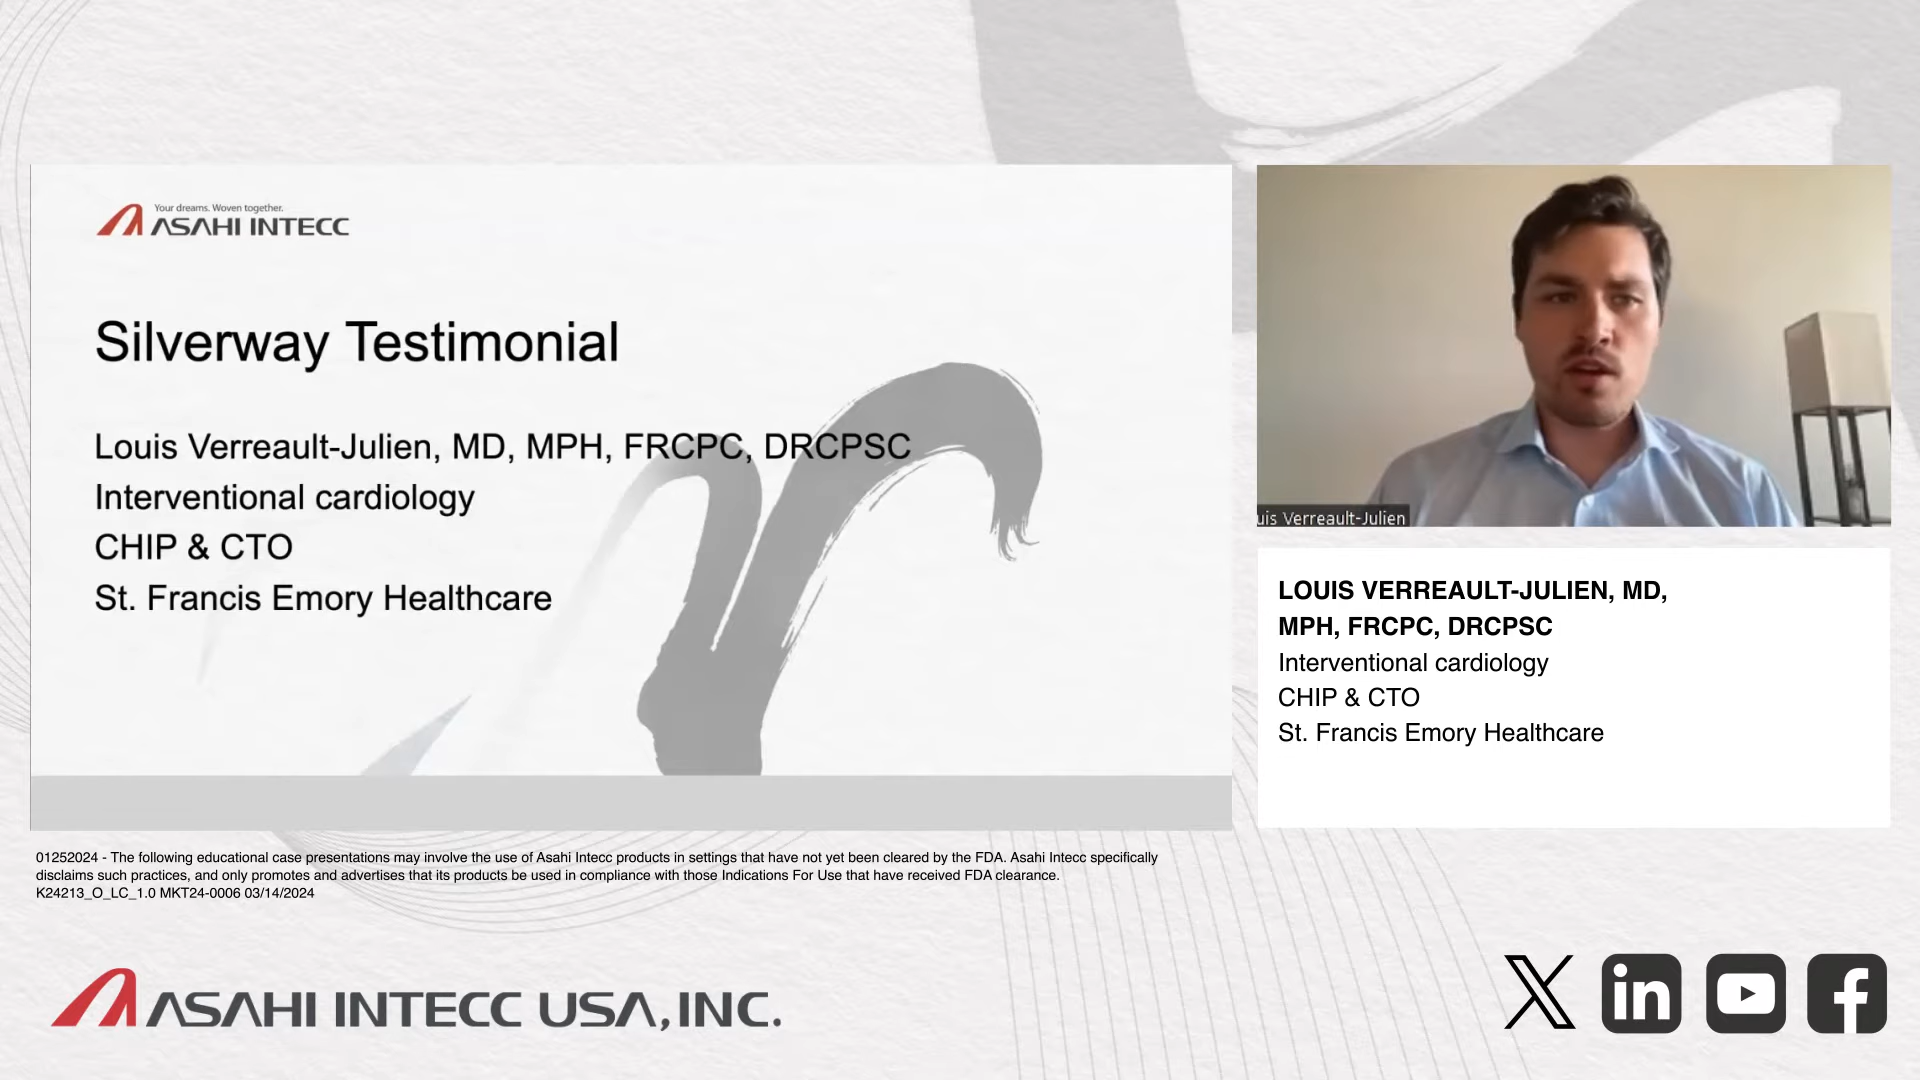 Your dreams. Woven together.
ASAHI INTECC
Silverway Testimonial
Louis Verreault-Julien, MD, MPH, FRCPC, DRCPSC
Interventional cardiology
CHIP & CTO
St. Francis Emory Healthcare
uis Verreault-Julien
LOUIS VERREAULT-JULIEN, MD,
MPH, FRCPC, DRCPSC
Interventional cardiology
CHIP & CTO
St. Francis Emory Healthcare
01252024 - The following educational case presentations may involve the use of Asahi Intecc products in settings that have not yet been cleared by the FDA. Asahi Intecc specifically
disclaims such practices, and only promotes and advertises that its products be used in compliance with those Indications For Use that have received FDA clearance.
K24213_O_LC_1.0 MKT24-0006 03/14/2024
ASAHI INTECC USA, INC.
X in f